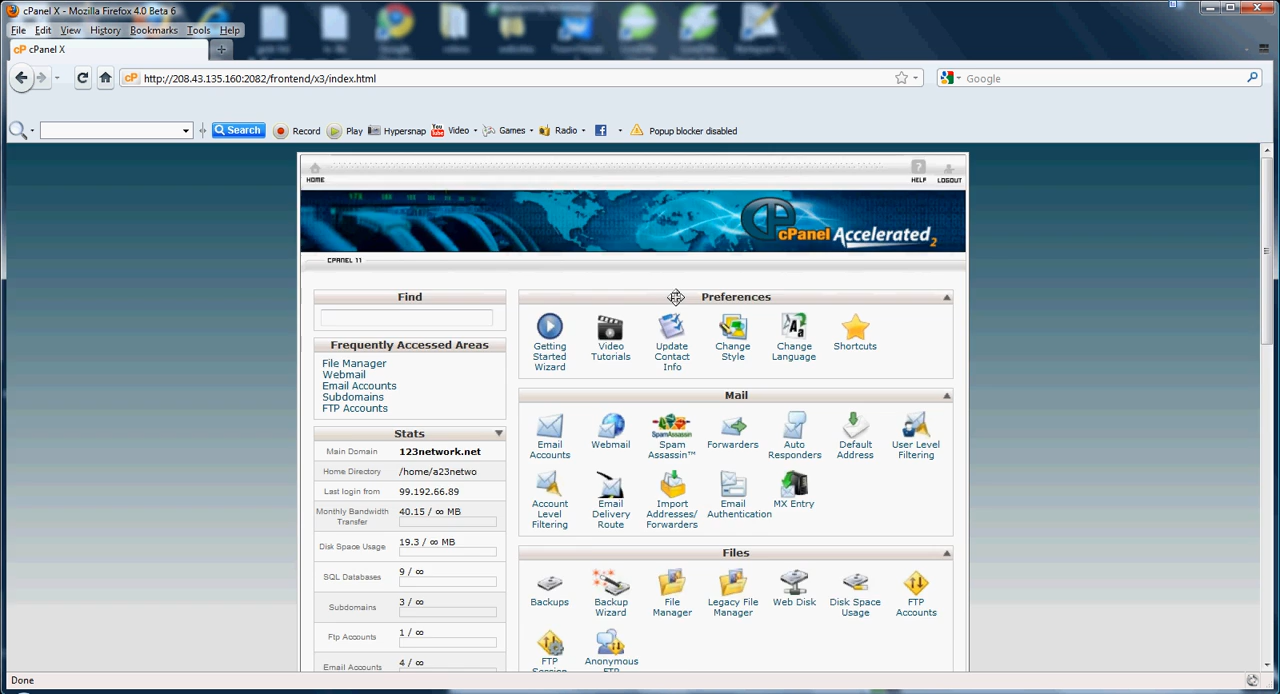 cPanel X - Mozilla Firefox 4.0 Beta 6
File Edit View History Bookmarks Tools Help
cP cPanel X
cP http://208.43.135.160:2082/frontend/x3/index.html
Google
Search Record Play Hypersnap You Tube Video Games Radio Popup blocker disabled
HOME HELP LOGOUT
cPanel Accelerated 2
CPANEL 11
Find
Frequently Accessed Areas
File Manager
Webmail
Email Accounts
Subdomains
FTP Accounts
Stats
Main Domain 123network.net
Home Directory /home/a23netwo
Last login from 99.192.66.89
Monthly Bandwidth Transfer 40.15 / ∞ MB
Disk Space Usage 19.3 / ∞ MB
SQL Databases 9 / ∞
Subdomains 3 / ∞
Ftp Accounts 1 / ∞
Email Accounts 4 / ∞
Preferences
Getting Started Wizard
Video Tutorials
Update Contact Info
Change Style
Change Language
Shortcuts
Mail
Email Accounts
Webmail
Spam Assassin™
Forwarders
Auto Responders
Default Address
User Level Filtering
Account Level Filtering
Email Delivery Route
Import Addresses/ Forwarders
Email Authentication
MX Entry
Files
Backups
Backup Wizard
File Manager
Legacy File Manager
Web Disk
Disk Space Usage
FTP Accounts
FTP
Anonymous
Done